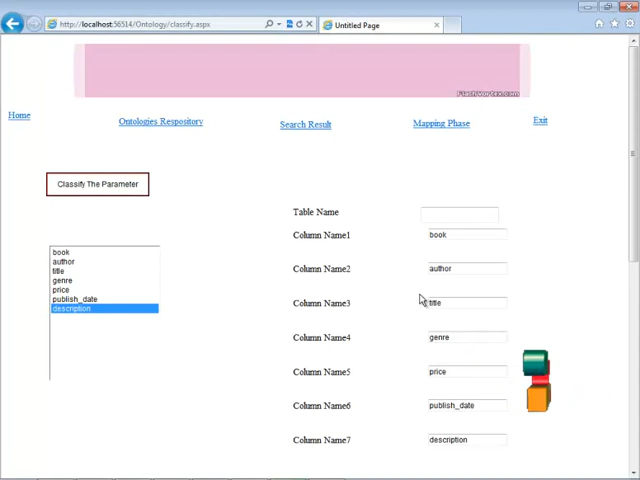 http://localhost:56514/Ontology/classify.aspx
Untitled Page
FlashVortex.com
Home
Ontologies Respository
Search Result
Mapping Phase
Exit
Classify The Parameter
book
author
title
genre
price
publish_date
description
Table Name
Column Name1 book
Column Name2 author
Column Name3 title
Column Name4 genre
Column Name5 price
Column Name6 publish_date
Column Name7 description